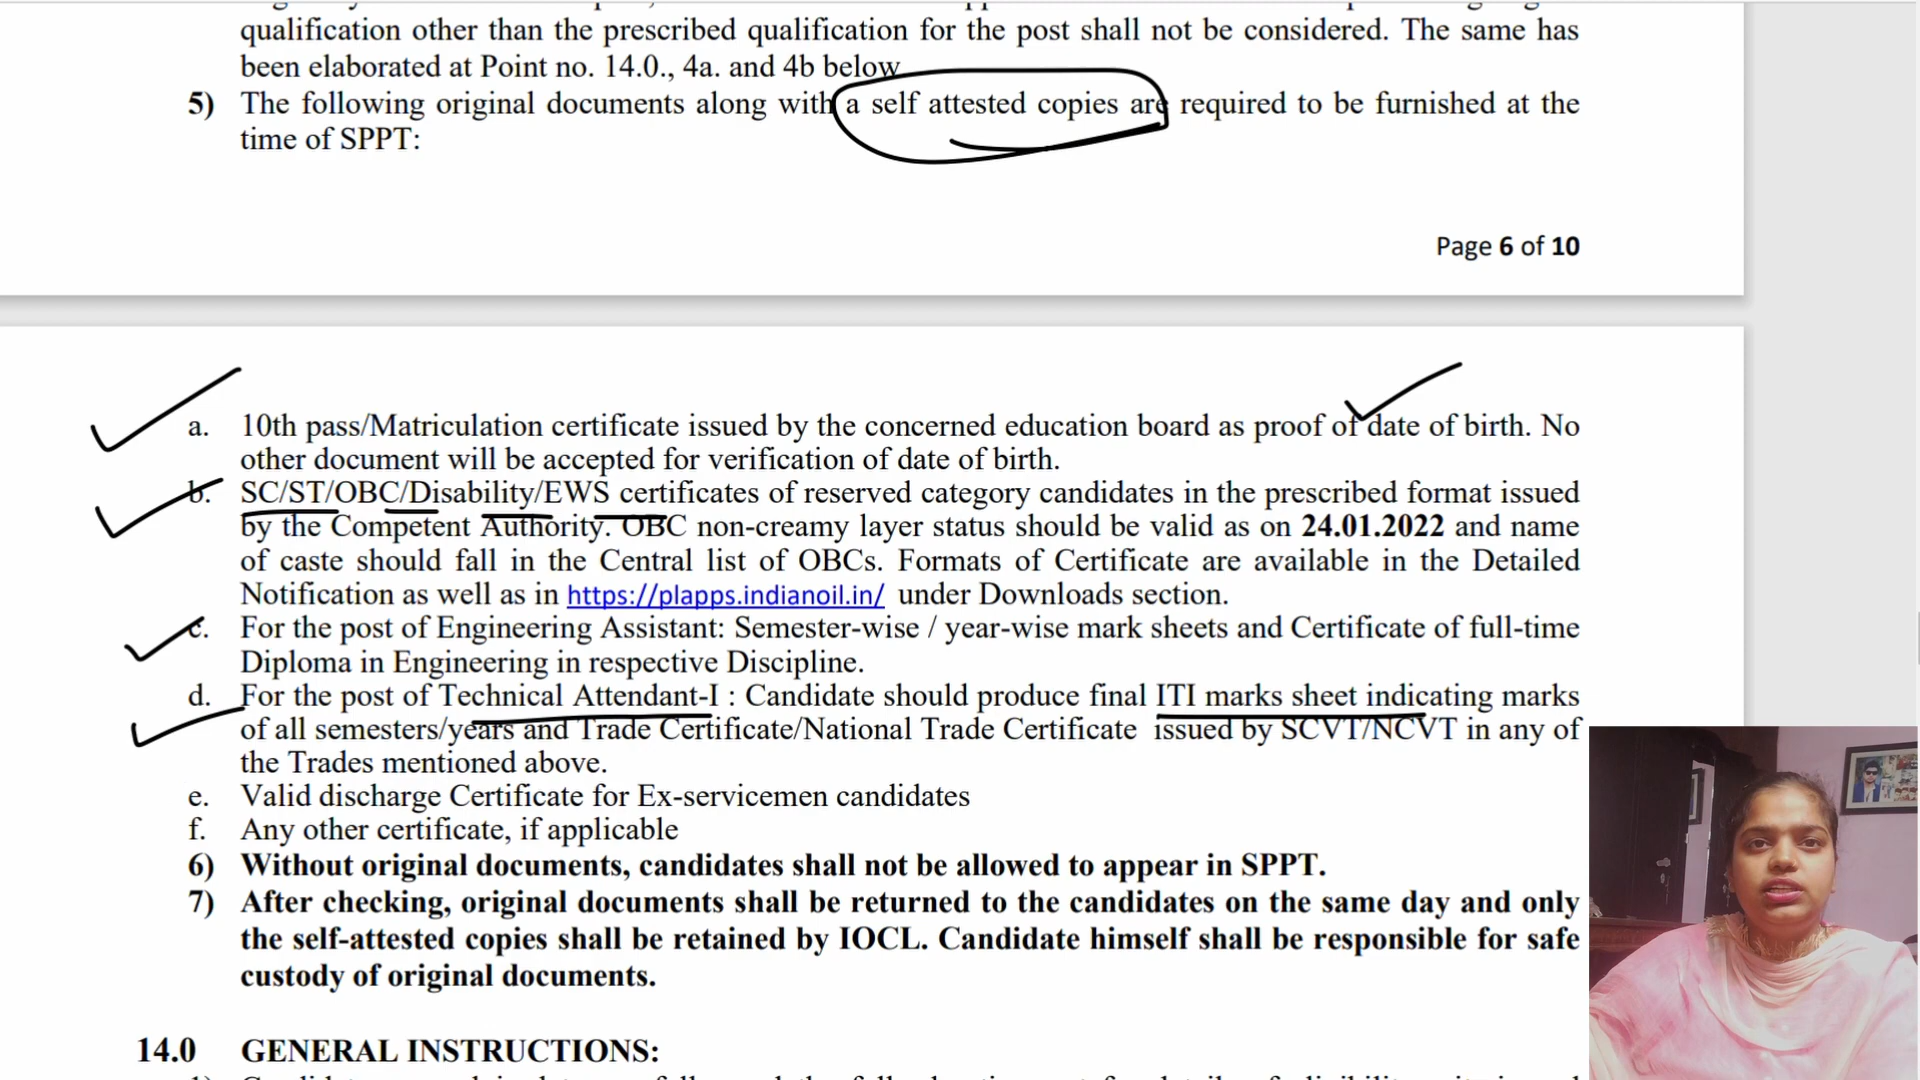 qualification other than the prescribed qualification for the post shall not be considered. The same has
been elaborated at Point no. 14.0., 4a. and 4b below
5) The following original documents along with a self attested copies are required to be furnished at the
time of SPPT:
Page 6 of 10
a. 10th pass/Matriculation certificate issued by the concerned education board as proof of date of birth. No
other document will be accepted for verification of date of birth.
b. SC/ST/OBC/Disability/EWS certificates of reserved category candidates in the prescribed format issued
by the Competent Authority. OBC non-creamy layer status should be valid as on 24.01.2022 and name
of caste should fall in the Central list of OBCs. Formats of Certificate are available in the Detailed
Notification as well as in https://plapps.indianoil.in/ under Downloads section.
c. For the post of Engineering Assistant: Semester-wise / year-wise mark sheets and Certificate of full-time
Diploma in Engineering in respective Discipline.
d. For the post of Technical Attendant-I : Candidate should produce final ITI marks sheet indicating marks
of all semesters/years and Trade Certificate/National Trade Certificate issued by SCVT/NCVT in any of
the Trades mentioned above.
e. Valid discharge Certificate for Ex-servicemen candidates
f. Any other certificate, if applicable
6) Without original documents, candidates shall not be allowed to appear in SPPT.
7) After checking, original documents shall be returned to the candidates on the same day and only
the self-attested copies shall be retained by IOCL. Candidate himself shall be responsible for safe
custody of original documents.
14.0 GENERAL INSTRUCTIONS: